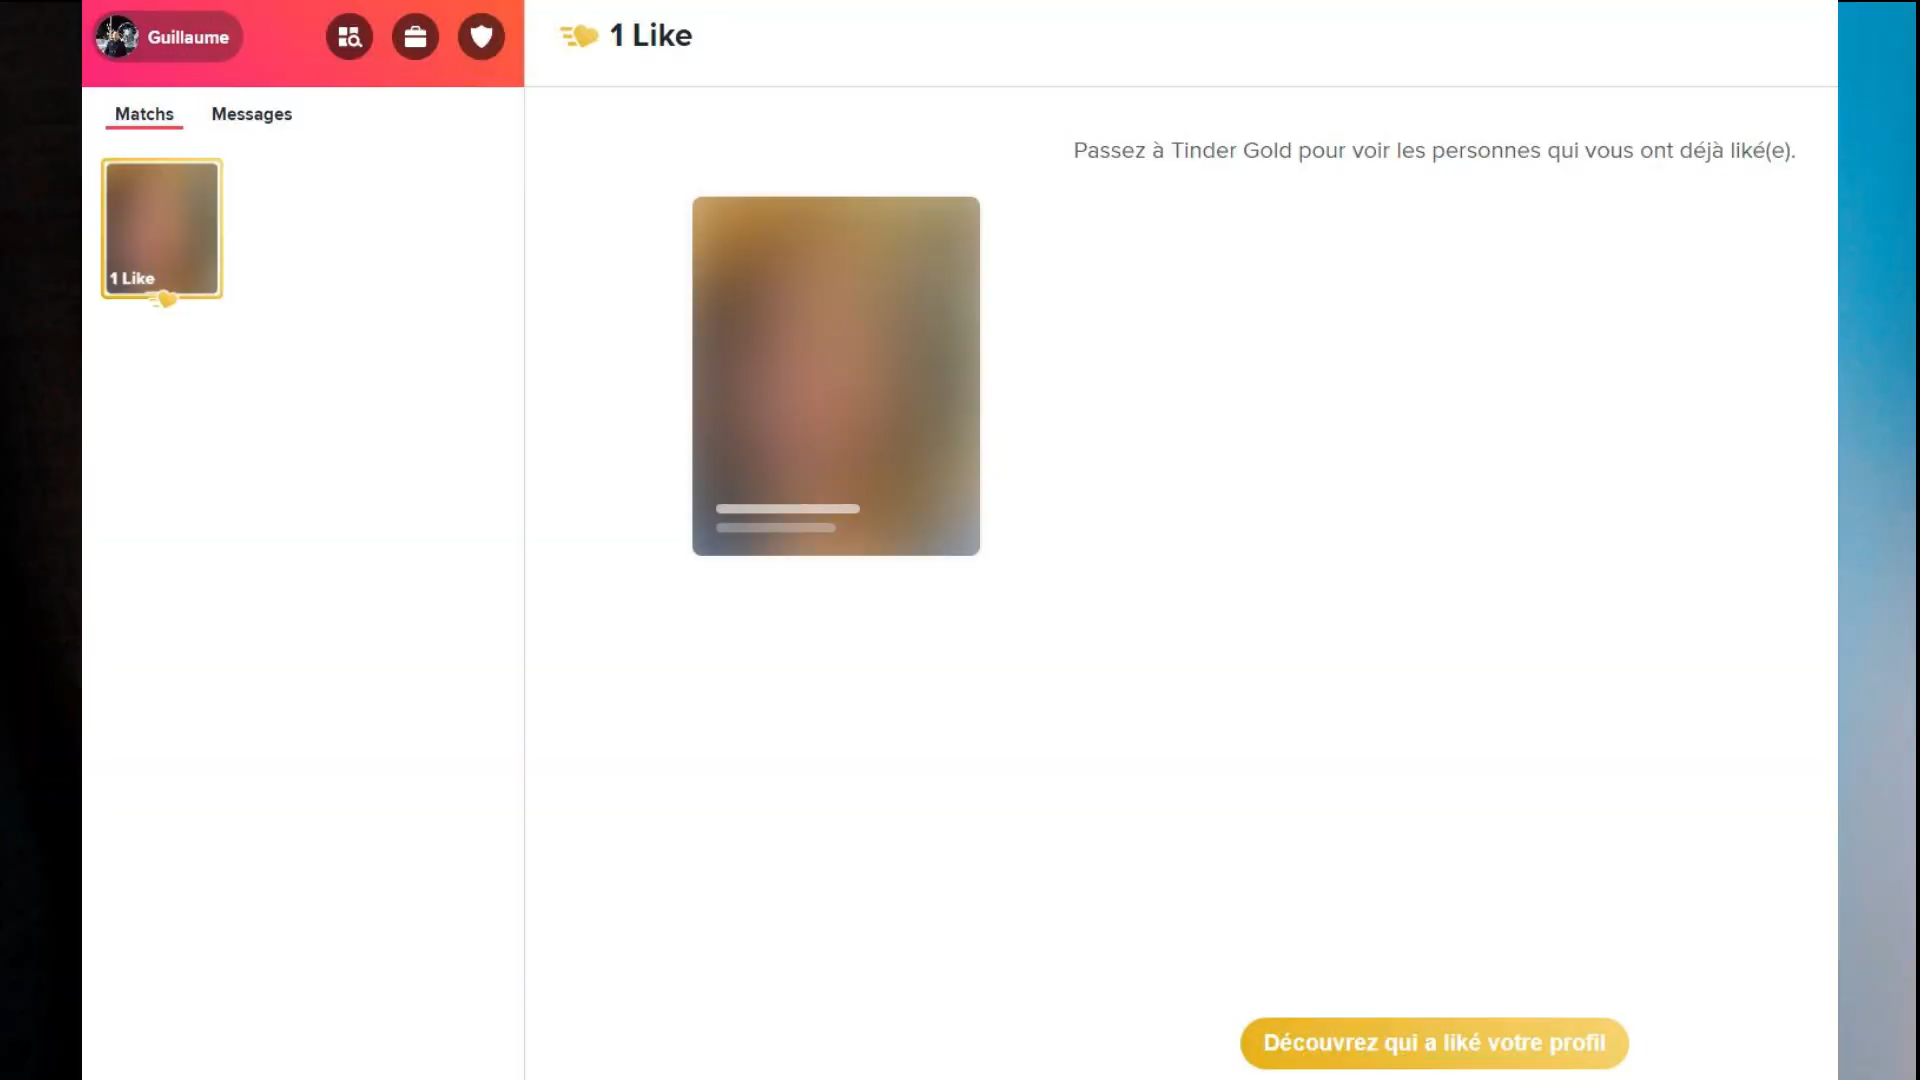 Guillaume
1 Like
Matchs
Messages
Passez à Tinder Gold pour voir les personnes qui vous ont déjà liké(e).
1 Like
Découvrez qui a liké votre profil